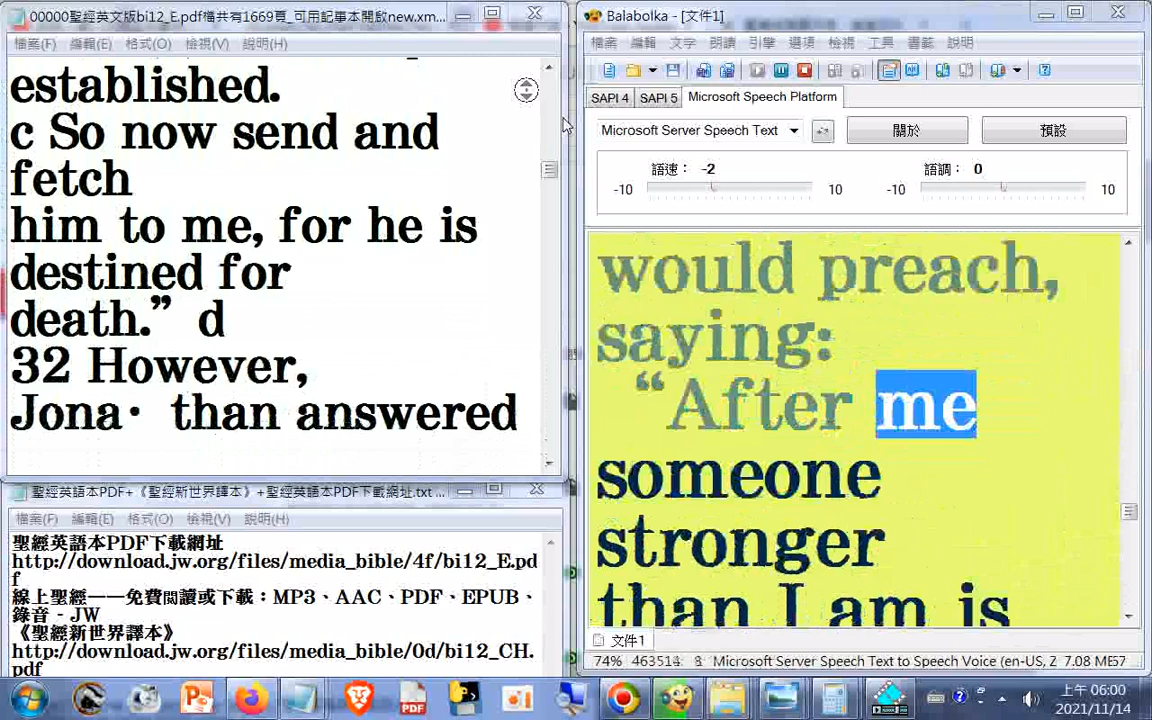 00000聖經英文版bi12_E.pdf檔共有1669頁_可用記事本開啟new.xm...
檔案(F) 編輯(E) 格式(O) 檢視(V) 說明(H)
established.
c So now send and
fetch
him to me, for he is
destined for
death.” d
32 However,
Jona· than answered
聖經英語本PDF+《聖經新世界譯本》+聖經英語本PDF下載網址.txt ...
檔案(F) 編輯(E) 格式(O) 檢視(V) 說明(H)
聖經英語本PDF下載網址
http://download.jw.org/files/media_bible/4f/bi12_E.pd
f
線上聖經——免費閱讀或下載：MP3、AAC、PDF、EPUB、
錄音 - JW
《聖經新世界譯本》
http://download.jw.org/files/media_bible/0d/bi12_CH.
pdf
Balabolka - [文件1]
檔案 編輯 文字 朗讀 引擎 選項 檢視 工具 書籤 說明
SAPI 4 SAPI 5 Microsoft Speech Platform
Microsoft Server Speech Text 關於 預設
語速： -2 語調： 0
-10 10 -10 10
would preach,
saying:
“After me
someone
stronger
than I am is
文件1
74% 463514: 8 Microsoft Server Speech Text to Speech Voice (en-US, Z 7.08 ME57
上午 06:00
2021/11/14